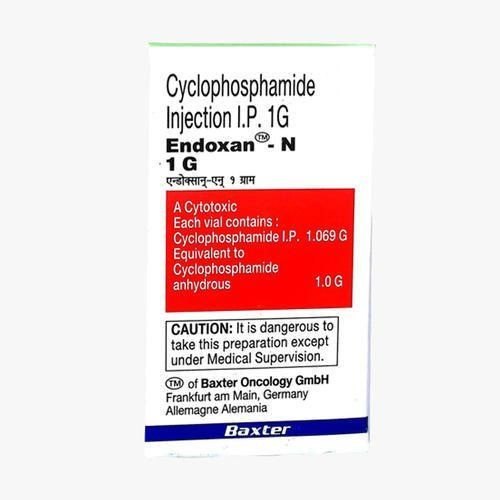 Cyclophosphamide
Injection I.P. 1G
Endoxan™ - N
1 G
एन्डोक्सान्-एन् १ ग्राम
A Cytotoxic
Each vial contains :
Cyclophosphamide I.P. 1.069 G
Equivalent to
Cyclophosphamide
anhydrous 1.0 G
CAUTION: It is dangerous to
take this preparation except
under Medical Supervision.
™ of Baxter Oncology GmbH
Frankfurt am Main, Germany
Allemagne Alemania
Baxter